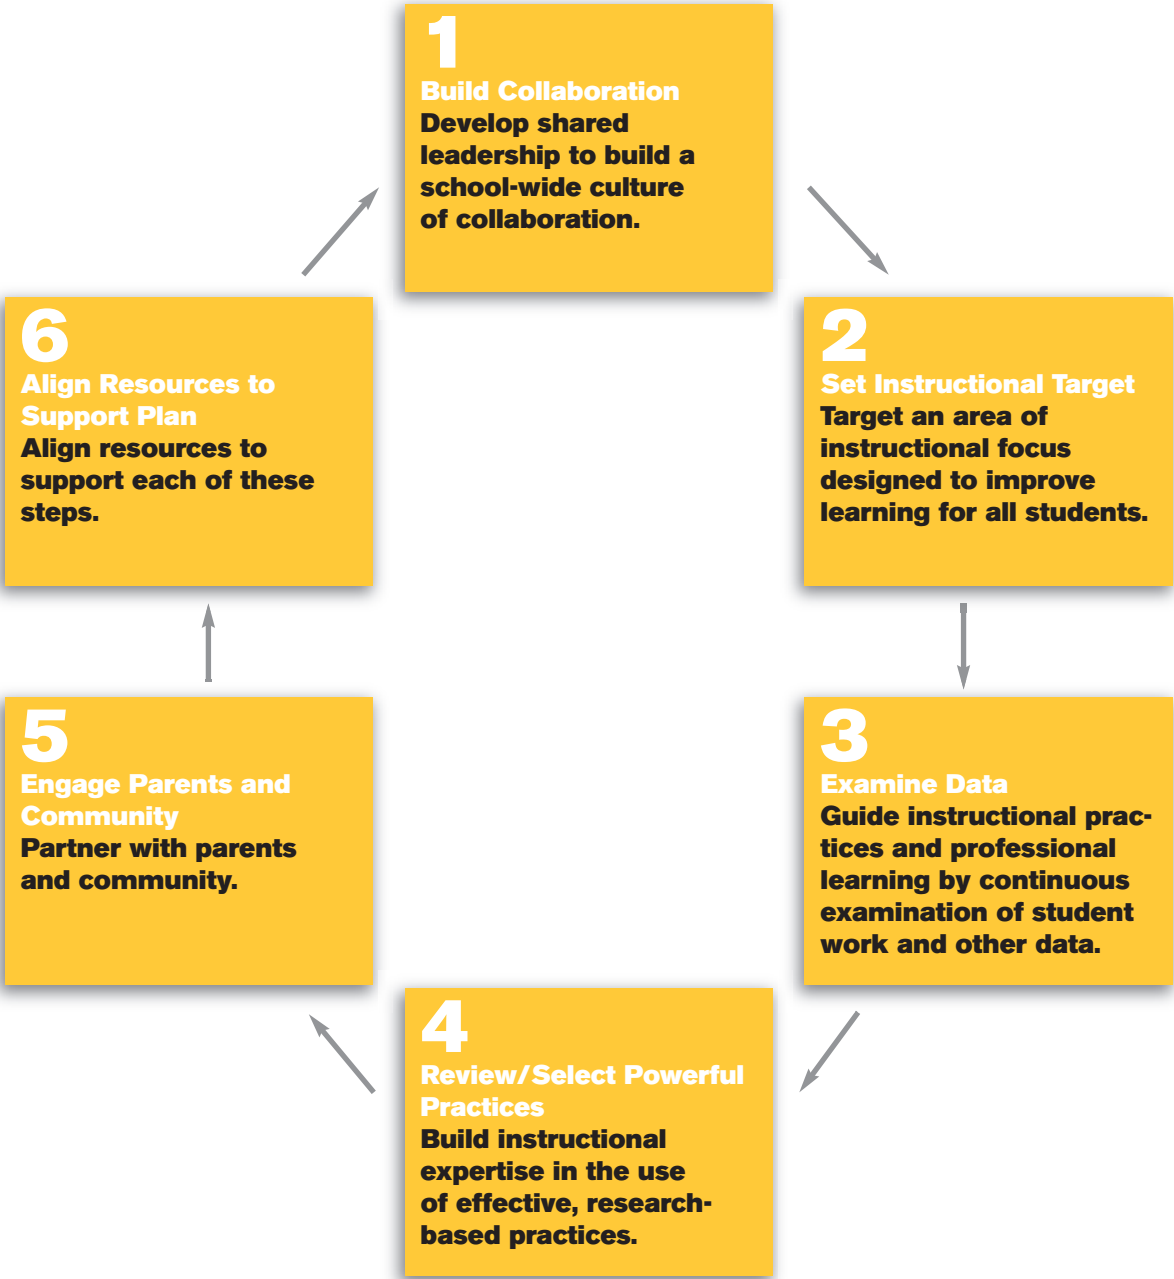 1
Build Collaboration
Develop shared
leadership to build a
school-wide culture
of collaboration.
2
Set Instructional Target
Target an area of
instructional focus
designed to improve
learning for all students.
3
Examine Data
Guide instructional prac-
tices and professional
learning by continuous
examination of student
work and other data.
4
Review/Select Powerful
Practices
Build instructional
expertise in the use
of effective, research-
based practices.
5
Engage Parents and
Community
Partner with parents
and community.
6
Align Resources to
Support Plan
Align resources to
support each of these
steps.